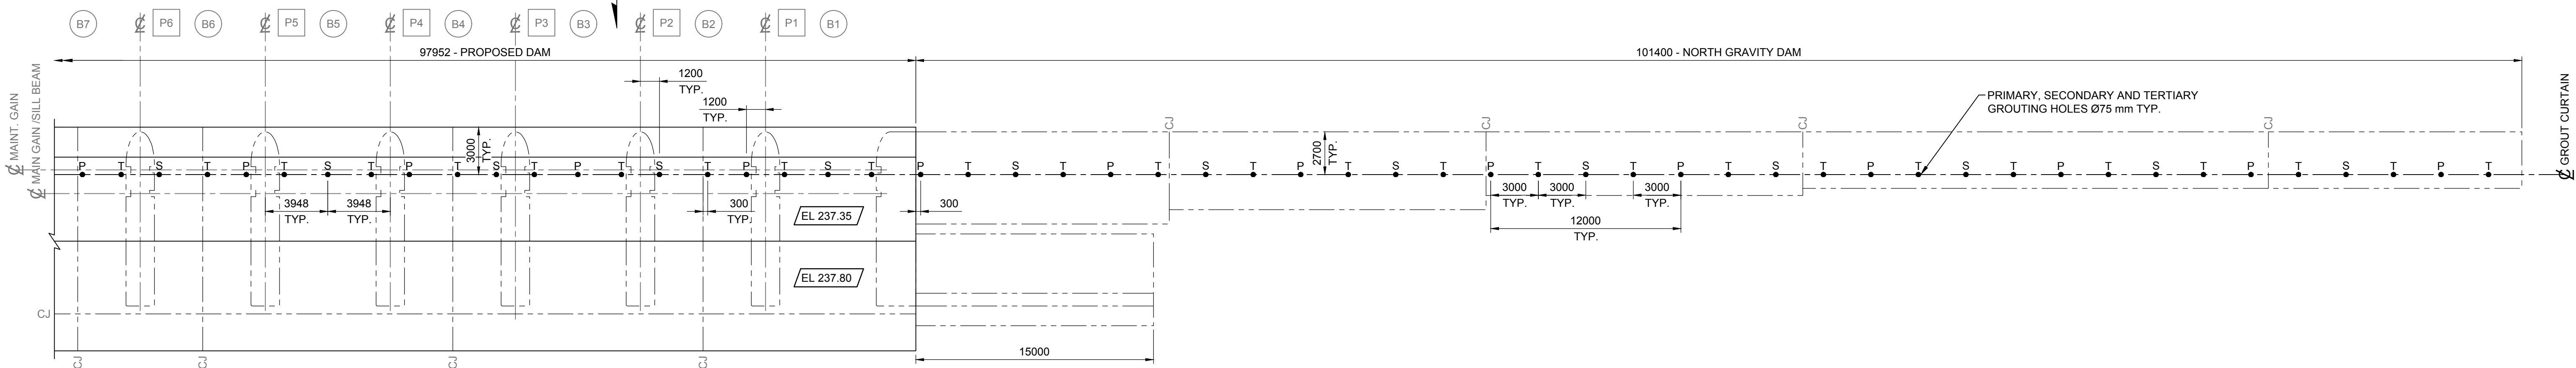 B7 ℄ P6 B6 ℄ P5 B5 ℄ P4 B4 ℄ P3 B3 ℄ P2 B2 ℄ P1 B1
97952 - PROPOSED DAM
101400 - NORTH GRAVITY DAM
℄ MAINT. GAIN
℄ MAIN GAIN /SILL BEAM
1200
TYP.
1200
TYP.
3000
TYP.
2700
TYP.
PRIMARY, SECONDARY AND TERTIARY
GROUTING HOLES Ø75 mm TYP.
CJ CJ CJ CJ
P T S T P T S T P T S T P T S T P T S T P T S T P T S T P T S T P T S T P T S T P T S T P T S T P T S T P T
℄ GROUT CURTAIN
3948
TYP.
3948
TYP.
300
TYP.
300
EL 237.35
3000
TYP.
3000
TYP.
3000
TYP.
12000
TYP.
EL 237.80
CJ
15000
CJ CJ CJ CJ